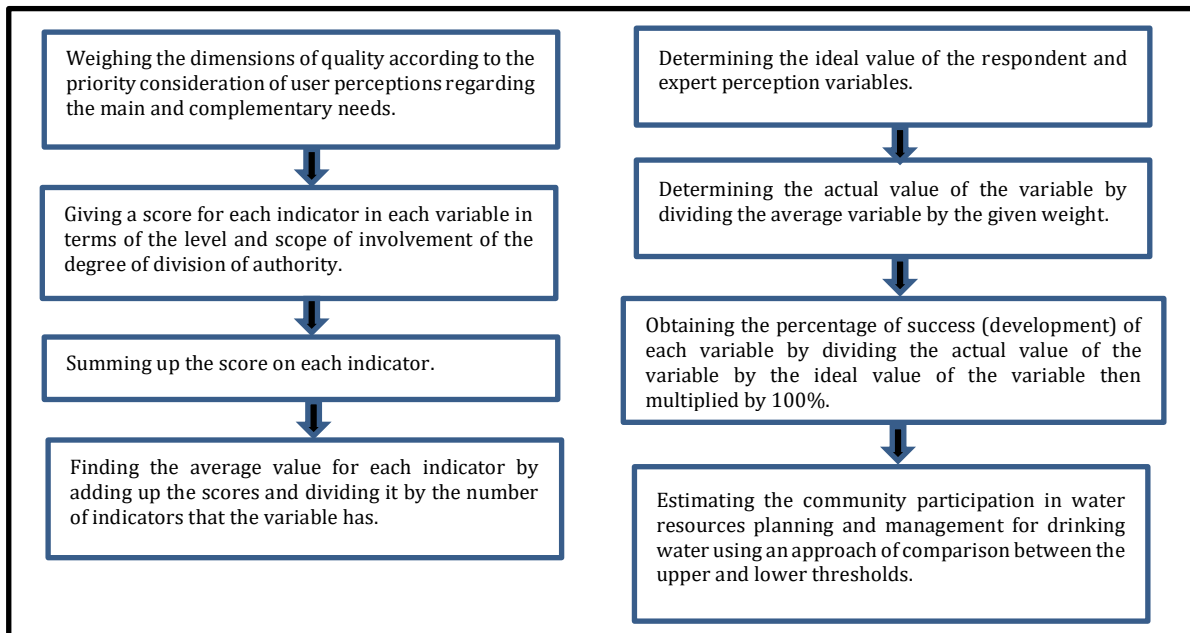 Weighing the dimensions of quality according to the
priority consideration of user perceptions regarding
the main and complementary needs.
Giving a score for each indicator in each variable in
terms of the level and scope of involvement of the
degree of division of authority.
Summing up the score on each indicator.
Finding the average value for each indicator by
adding up the scores and dividing it by the number
of indicators that the variable has.
Determining the ideal value of the respondent and
expert perception variables.
Determining the actual value of the variable by
dividing the average variable by the given weight.
Obtaining the percentage of success (development) of
each variable by dividing the actual value of the
variable by the ideal value of the variable then
multiplied by 100%.
Estimating the community participation in water
resources planning and management for drinking
water using an approach of comparison between the
upper and lower thresholds.